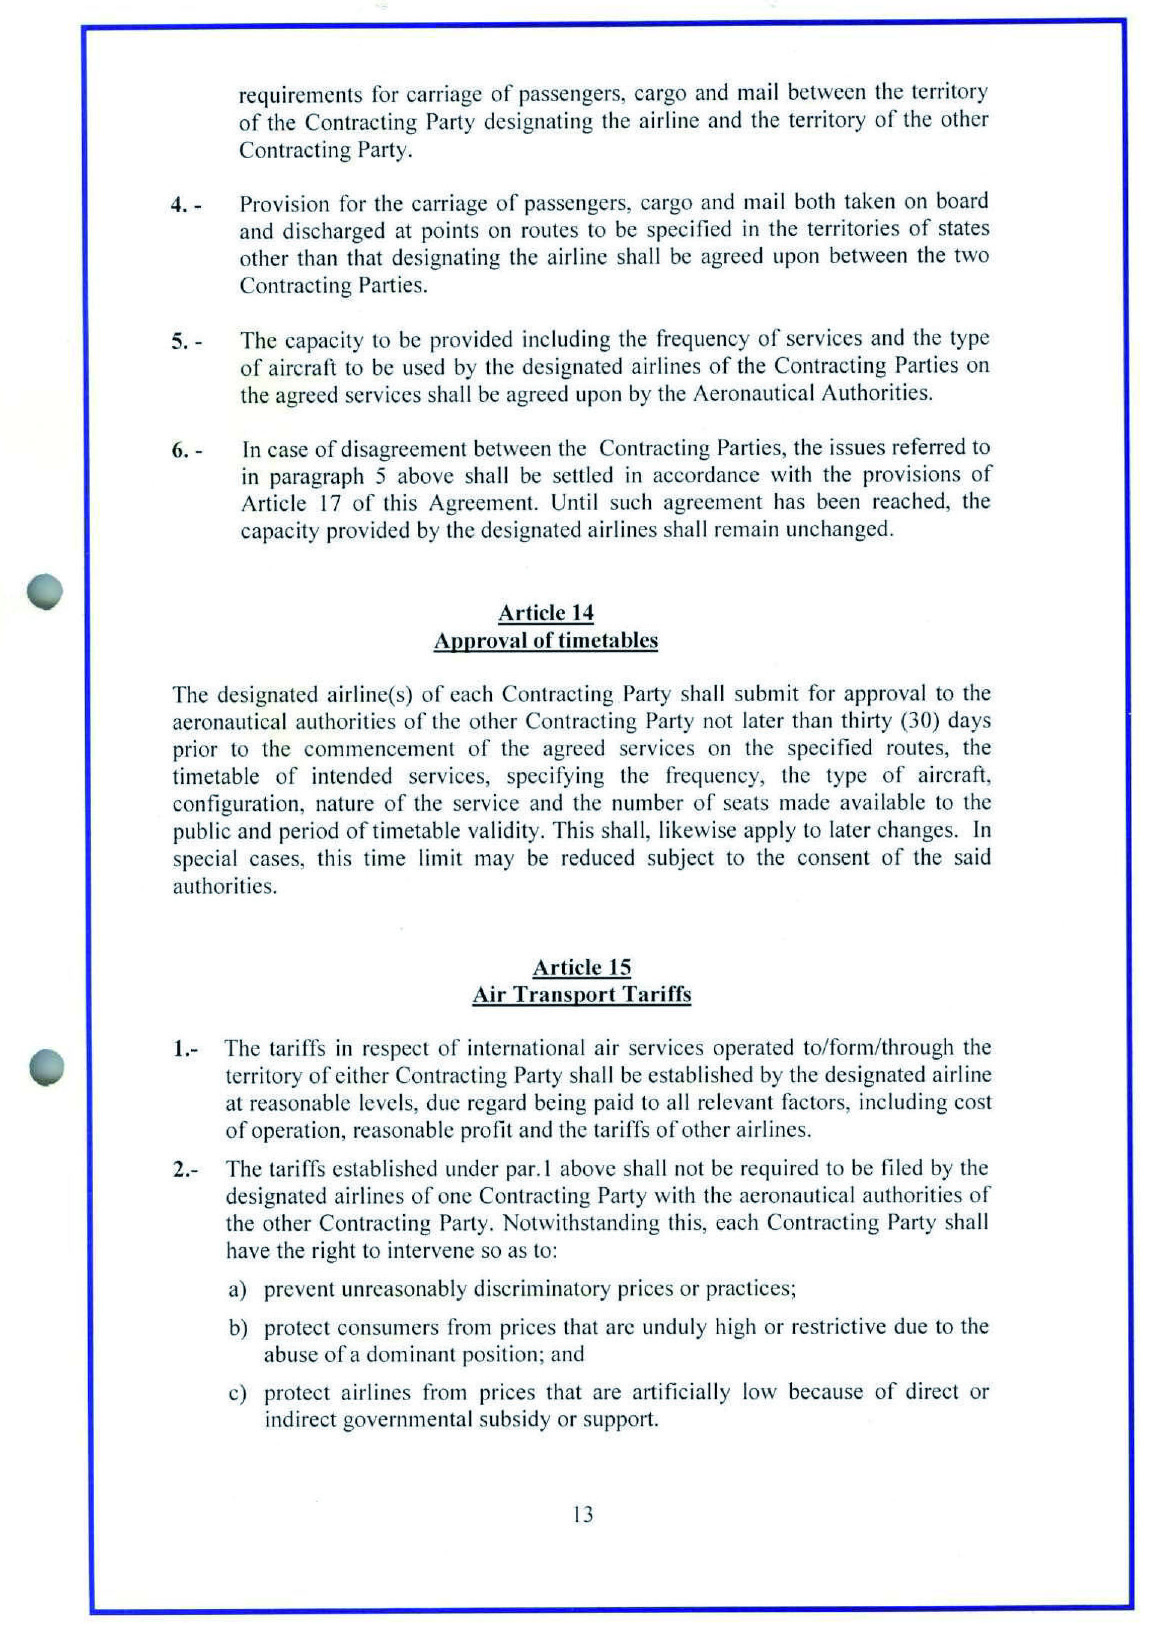 requirements for carriage of passengers, cargo and mail between the territory
of the Contracting Party designating the airline and the territory of the other
Contracting Party.
4. - Provision for the carriage of passengers, cargo and mail both taken on board
and discharged at points on routes to be specified in the territories of states
other than that designating the airline shall be agreed upon between the two
Contracting Parties.
5. - The capacity to be provided including the frequency of services and the type
of aircraft to be used by the designated airlines of the Contracting Parties on
the agreed services shall be agreed upon by the Aeronautical Authorities.
6. - In case of disagreement between the Contracting Parties, the issues referred to
in paragraph 5 above shall be settled in accordance with the provisions of
Article 17 of this Agreement. Until such agreement has been reached, the
capacity provided by the designated airlines shall remain unchanged.
Article 14
Approval of timetables
The designated airline(s) of each Contracting Party shall submit for approval to the
aeronautical authorities of the other Contracting Party not later than thirty (30) days
prior to the commencement of the agreed services on the specified routes, the
timetable of intended services, specifying the frequency, the type of aircraft,
configuration, nature of the service and the number of seats made available to the
public and period of timetable validity. This shall, likewise apply to later changes. In
special cases, this time limit may be reduced subject to the consent of the said
authorities.
Article 15
Air Transport Tariffs
1.- The tariffs in respect of international air services operated to/form/through the
territory of either Contracting Party shall be established by the designated airline
at reasonable levels, due regard being paid to all relevant factors, including cost
of operation, reasonable profit and the tariffs of other airlines.
2.- The tariffs established under par.1 above shall not be required to be filed by the
designated airlines of one Contracting Party with the aeronautical authorities of
the other Contracting Party. Notwithstanding this, each Contracting Party shall
have the right to intervene so as to:
a) prevent unreasonably discriminatory prices or practices;
b) protect consumers from prices that are unduly high or restrictive due to the
abuse of a dominant position; and
c) protect airlines from prices that are artificially low because of direct or
indirect governmental subsidy or support.
13